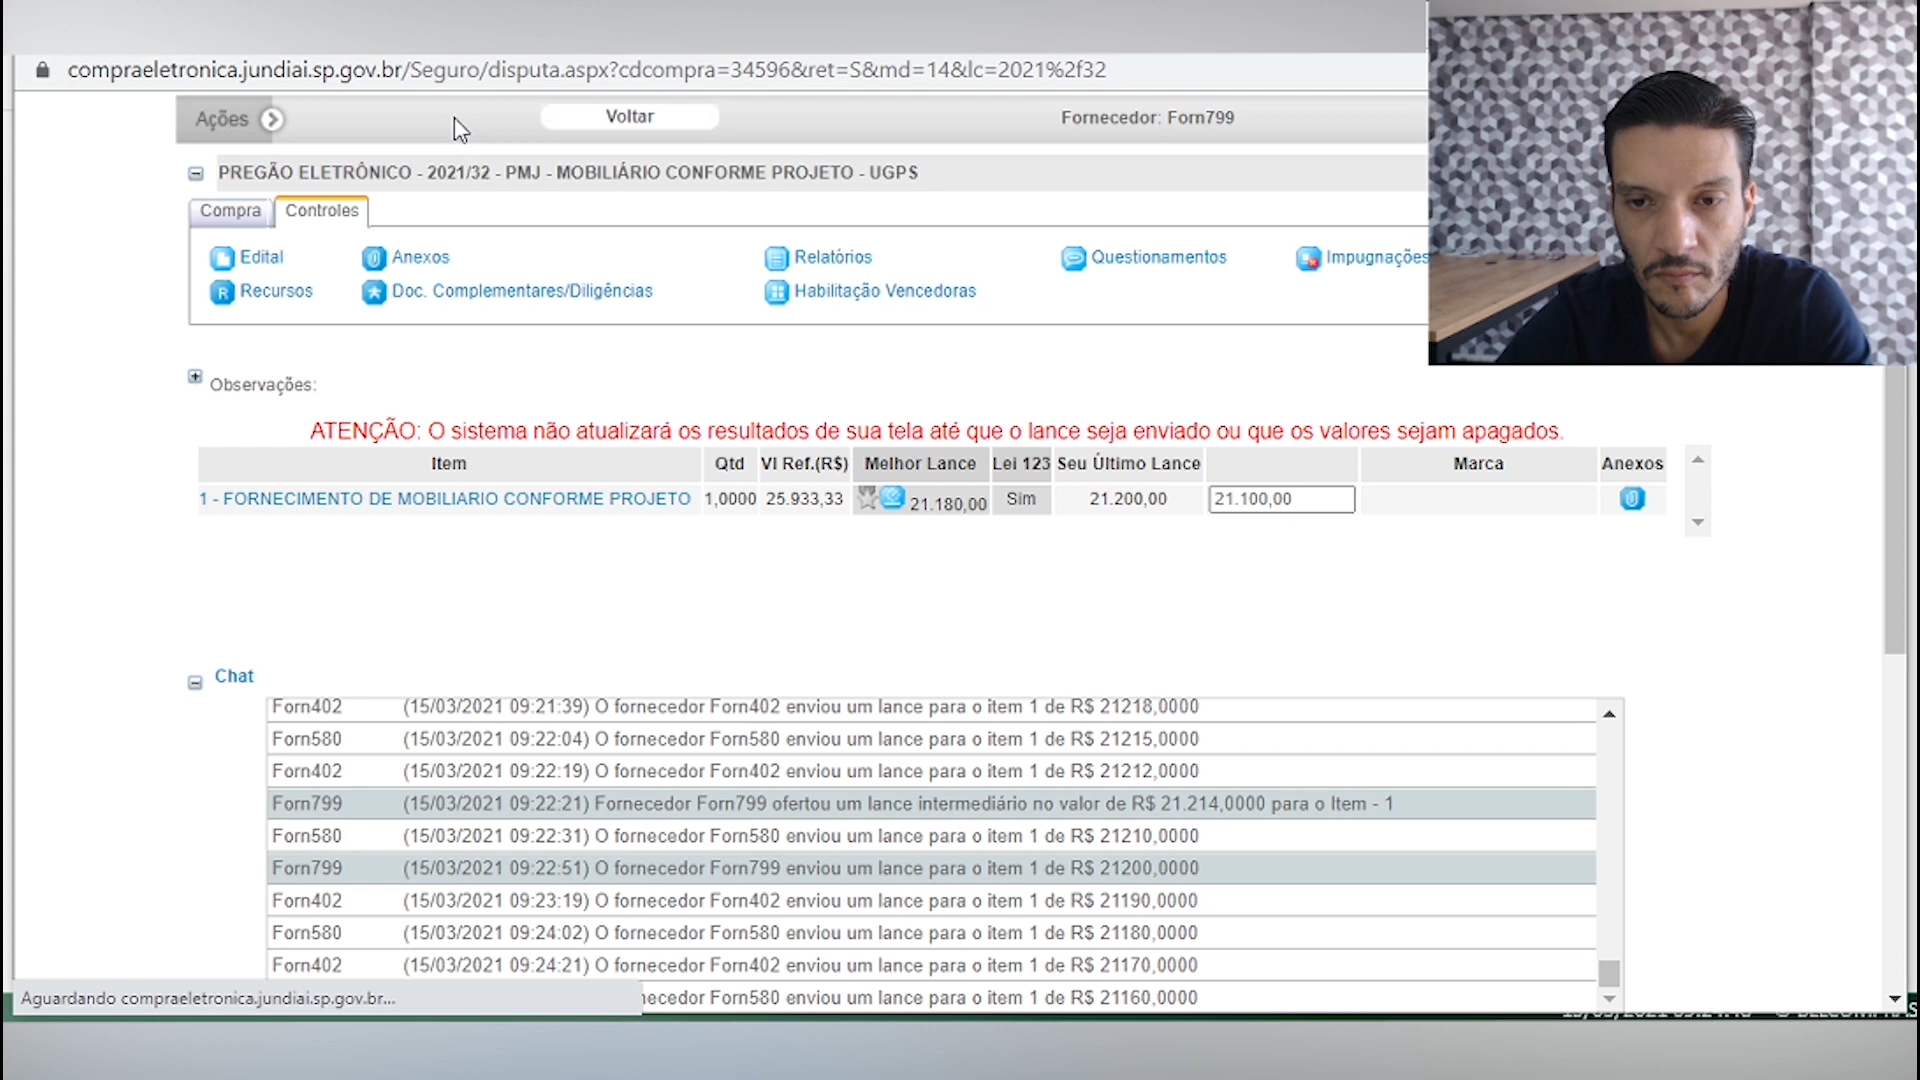 compraeletronica.jundiai.sp.gov.br/Seguro/disputa.aspx?cdcompra=34596&ret=S&md=14&lc=2021%2f32
Ações Voltar Fornecedor: Forn799
PREGÃO ELETRÔNICO - 2021/32 - PMJ - MOBILIÁRIO CONFORME PROJETO - UGPS
Compra Controles
Edital Anexos Relatórios Questionamentos Impugnações
Recursos Doc. Complementares/Diligências Habilitação Vencedoras
Observações:
ATENÇÃO: O sistema não atualizará os resultados de sua tela até que o lance seja enviado ou que os valores sejam apagados.
Item Qtd Vl Ref.(R$) Melhor Lance Lei 123 Seu Último Lance Marca Anexos
1 - FORNECIMENTO DE MOBILIARIO CONFORME PROJETO 1,0000 25.933,33 21.180,00 Sim 21.200,00 21.100,00
Chat
Forn402 (15/03/2021 09:21:39) O fornecedor Forn402 enviou um lance para o item 1 de R$ 21218,0000
Forn580 (15/03/2021 09:22:04) O fornecedor Forn580 enviou um lance para o item 1 de R$ 21215,0000
Forn402 (15/03/2021 09:22:19) O fornecedor Forn402 enviou um lance para o item 1 de R$ 21212,0000
Forn799 (15/03/2021 09:22:21) Fornecedor Forn799 ofertou um lance intermediário no valor de R$ 21.214,0000 para o Item - 1
Forn580 (15/03/2021 09:22:31) O fornecedor Forn580 enviou um lance para o item 1 de R$ 21210,0000
Forn799 (15/03/2021 09:22:51) O fornecedor Forn799 enviou um lance para o item 1 de R$ 21200,0000
Forn402 (15/03/2021 09:23:19) O fornecedor Forn402 enviou um lance para o item 1 de R$ 21190,0000
Forn580 (15/03/2021 09:24:02) O fornecedor Forn580 enviou um lance para o item 1 de R$ 21180,0000
Forn402 (15/03/2021 09:24:21) O fornecedor Forn402 enviou um lance para o item 1 de R$ 21170,0000
Aguardando compraeletronica.jundiai.sp.gov.br... necedor Forn580 enviou um lance para o item 1 de R$ 21160,0000